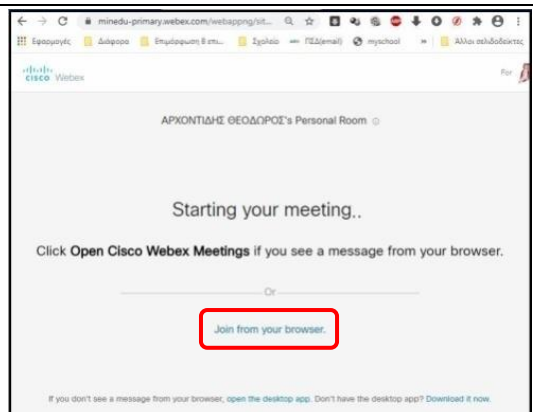 minedu-primary.webex.com/webappng/sit...
Εφαρμογές Διάφορα Επιμόρφωση Β επι... Σχολείο ΠΣΔ(email) myschool » Άλλοι σελιδοδείκτες
cisco Webex
For
ΑΡΧΟΝΤΙΔΗΣ ΘΕΟΔΩΡΟΣ's Personal Room
Starting your meeting..
Click Open Cisco Webex Meetings if you see a message from your browser.
Or
Join from your browser.
If you don't see a message from your browser, open the desktop app. Don't have the desktop app? Download it now.